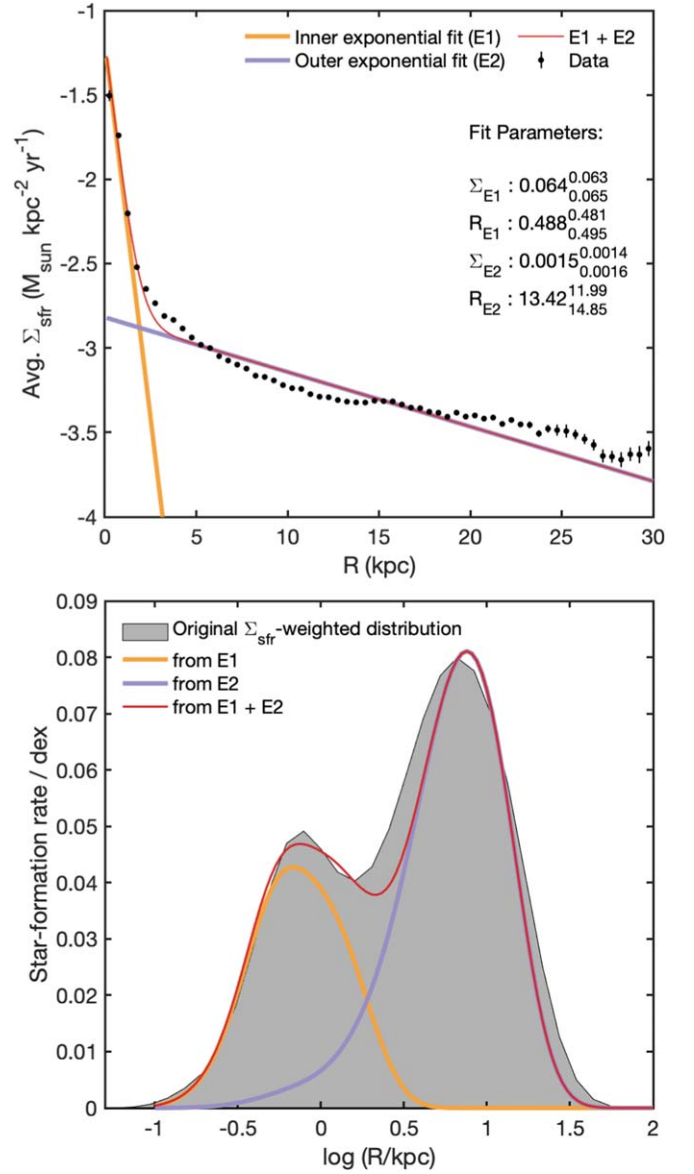 -1
-1.5
-2
-2.5
-3
-3.5
-4
Avg. Σsfr (Msun kpc-2 yr-1)
Inner exponential fit (E1)
E1 + E2
Outer exponential fit (E2)
Data
Fit Parameters:
ΣE1 : 0.064 0.063 0.065
RE1 : 0.488 0.481 0.495
ΣE2 : 0.0015 0.0014 0.0016
RE2 : 13.42 11.99 14.85
0 5 10 15 20 25 30
R (kpc)
0.09
0.08
0.07
0.06
0.05
0.04
0.03
0.02
0.01
0
Star-formation rate / dex
Original Σsfr-weighted distribution
from E1
from E2
from E1 + E2
-1 -0.5 0 0.5 1 1.5 2
log (R/kpc)